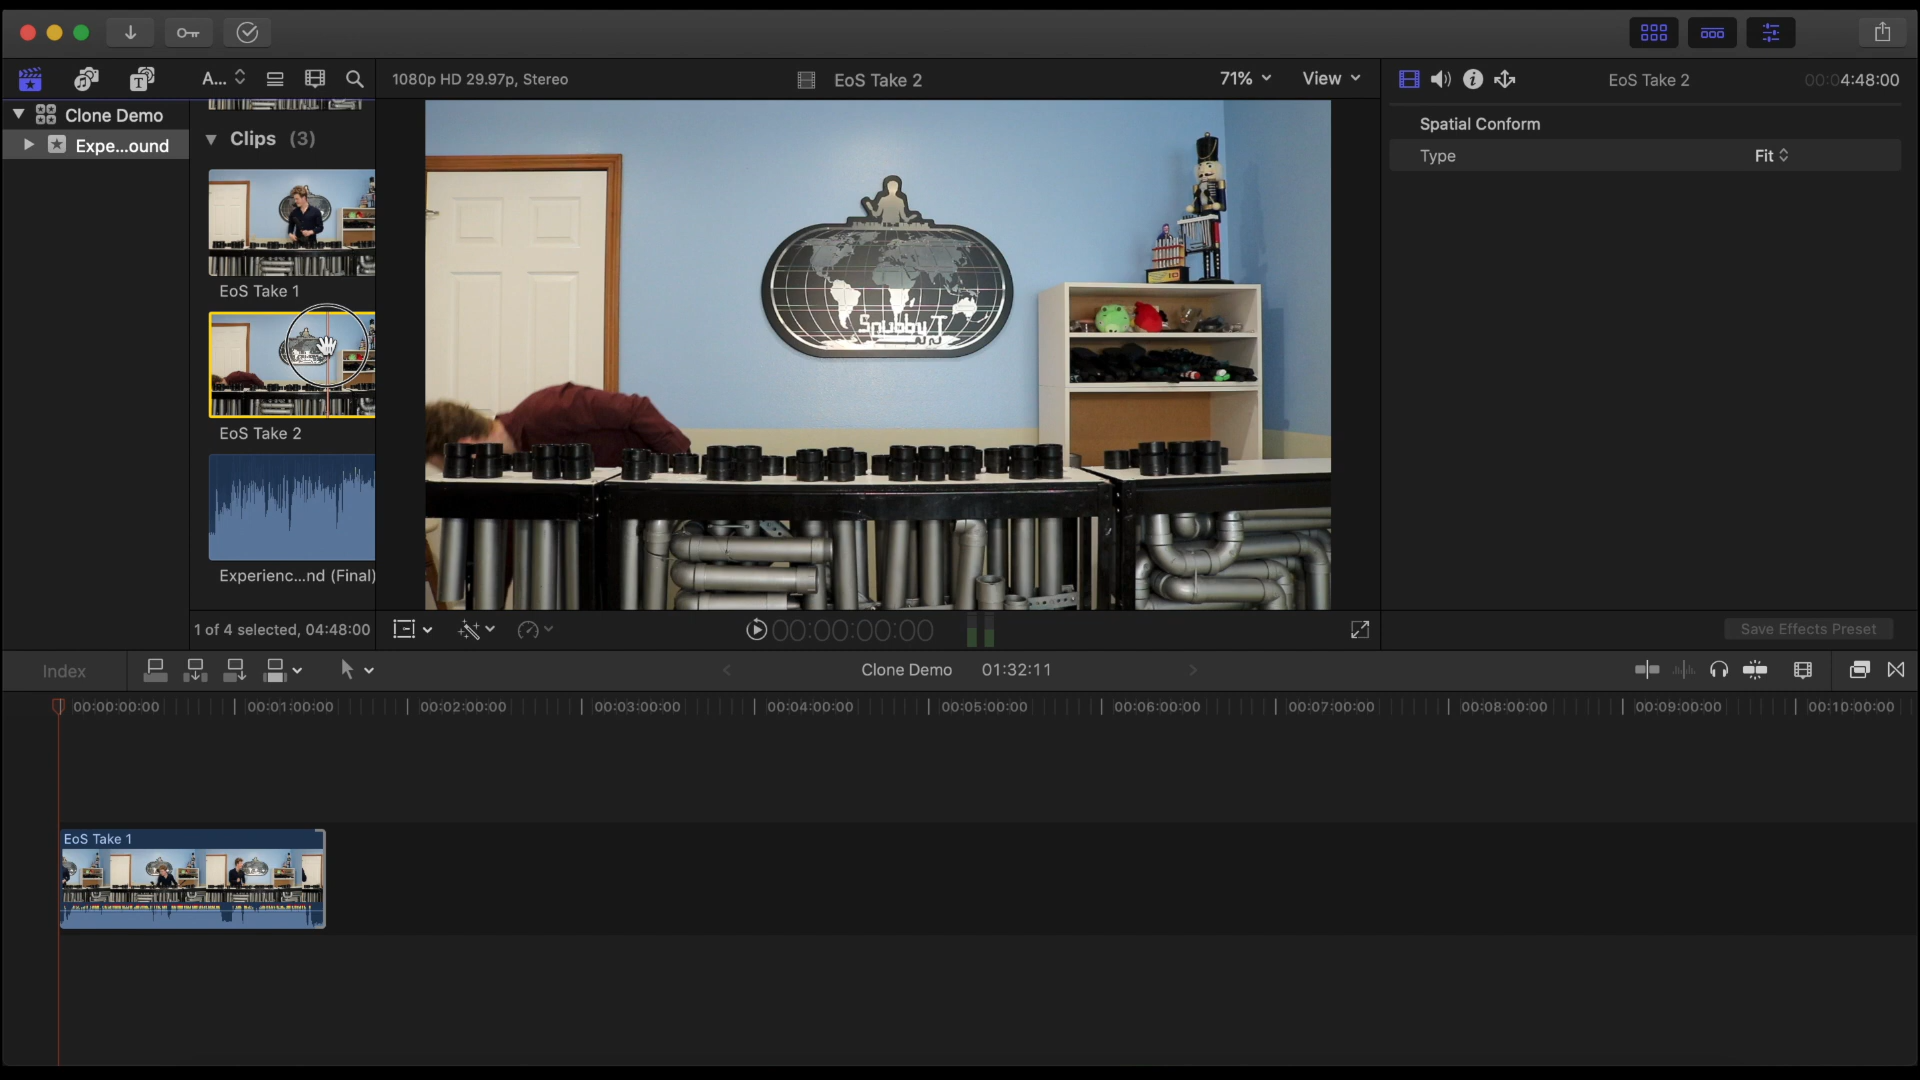 A...
1080p HD 29.97p, Stereo
EoS Take 2
71%
View
EoS Take 2
00:04:48:00
Clone Demo
Expe...ound
Clips (3)
EoS Take 1
EoS Take 2
Experienc...nd (Final)
Snubby J
Spatial Conform
Type
Fit
1 of 4 selected, 04:48:00
00:00:00:00
Save Effects Preset
Index
Clone Demo
01:32:11
00:00:00:00
00:01:00:00
00:02:00:00
00:03:00:00
00:04:00:00
00:05:00:00
00:06:00:00
00:07:00:00
00:08:00:00
00:09:00:00
00:10:00:00
EoS Take 1